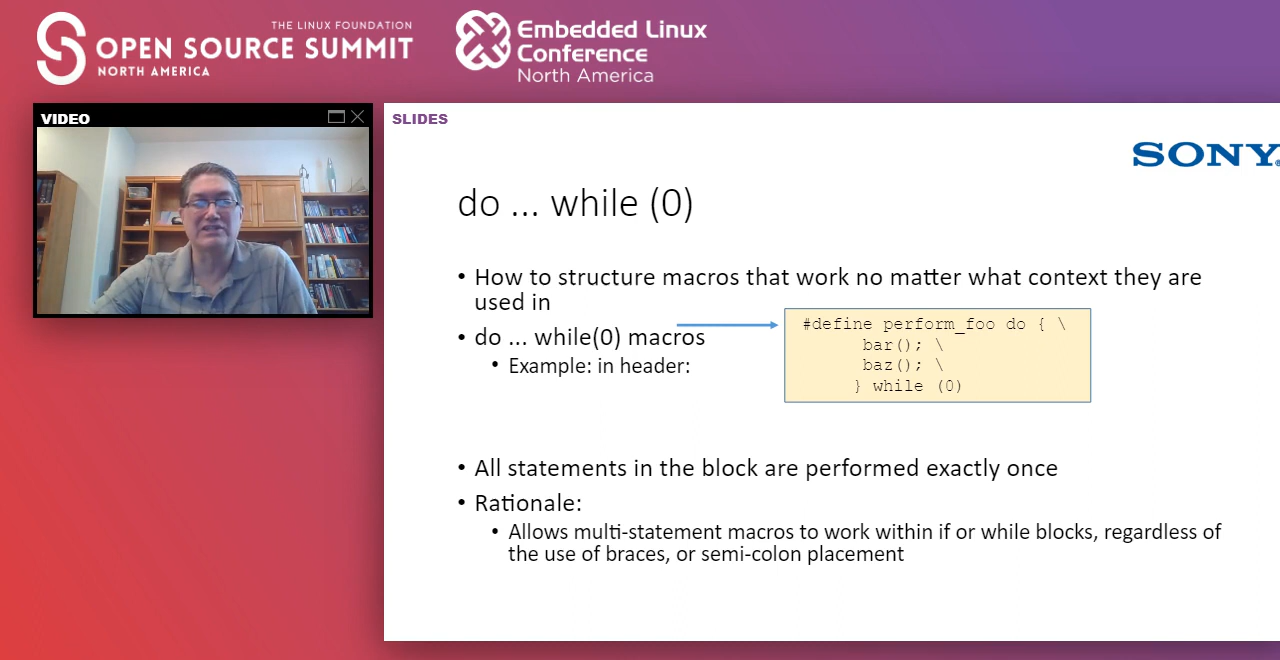 THE LINUX FOUNDATION
OPEN SOURCE SUMMIT
NORTH AMERICA
Embedded Linux
Conference
North America
VIDEO
SLIDES
SONY
do ... while (0)
• How to structure macros that work no matter what context they are
used in
• do ... while(0) macros
• Example: in header:
#define perform_foo do { \
bar(); \
baz(); \
} while (0)
• All statements in the block are performed exactly once
• Rationale:
• Allows multi-statement macros to work within if or while blocks, regardless of
the use of braces, or semi-colon placement